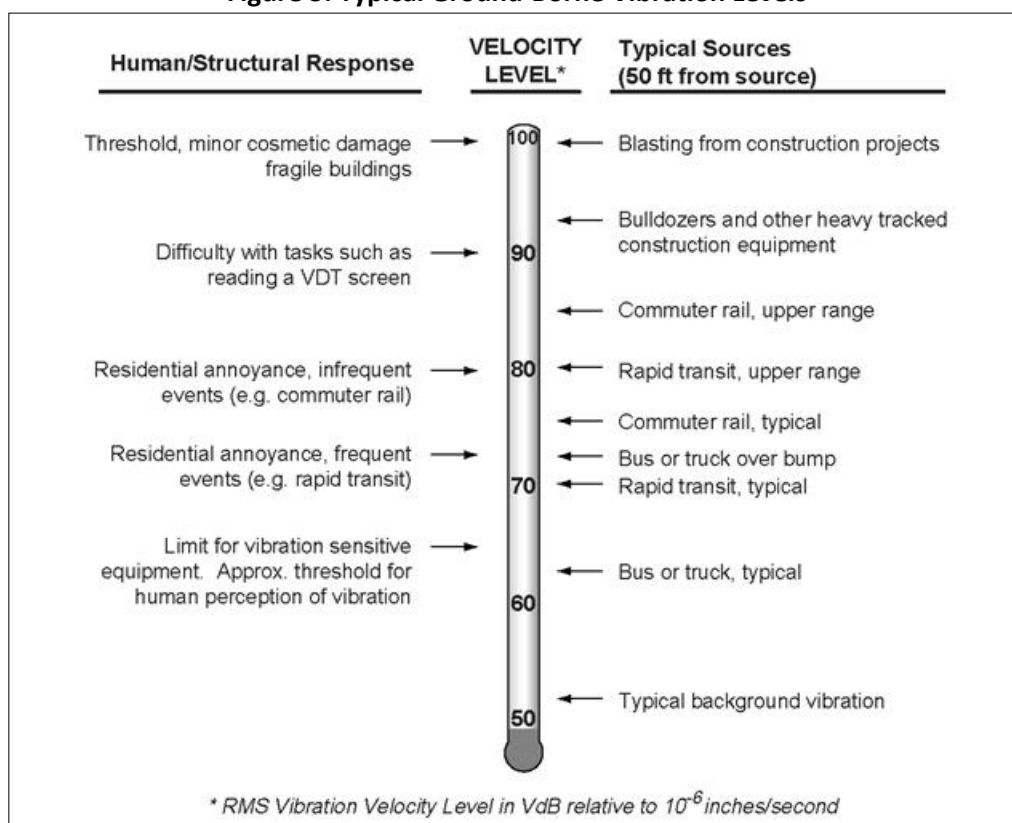 Figure 3: Typical Ground-Borne Vibration Levels
Human/Structural Response
VELOCITY
LEVEL*
Typical Sources
(50 ft from source)
Threshold, minor cosmetic damage
fragile buildings
100
Blasting from construction projects
Bulldozers and other heavy tracked
construction equipment
Difficulty with tasks such as
reading a VDT screen
90
Commuter rail, upper range
Residential annoyance, infrequent
events (e.g. commuter rail)
80
Rapid transit, upper range
Commuter rail, typical
Residential annoyance, frequent
events (e.g. rapid transit)
Bus or truck over bump
70
Rapid transit, typical
Limit for vibration sensitive
equipment. Approx. threshold for
human perception of vibration
Bus or truck, typical
60
Typical background vibration
50
* RMS Vibration Velocity Level in VdB relative to 10⁻⁶ inches/second